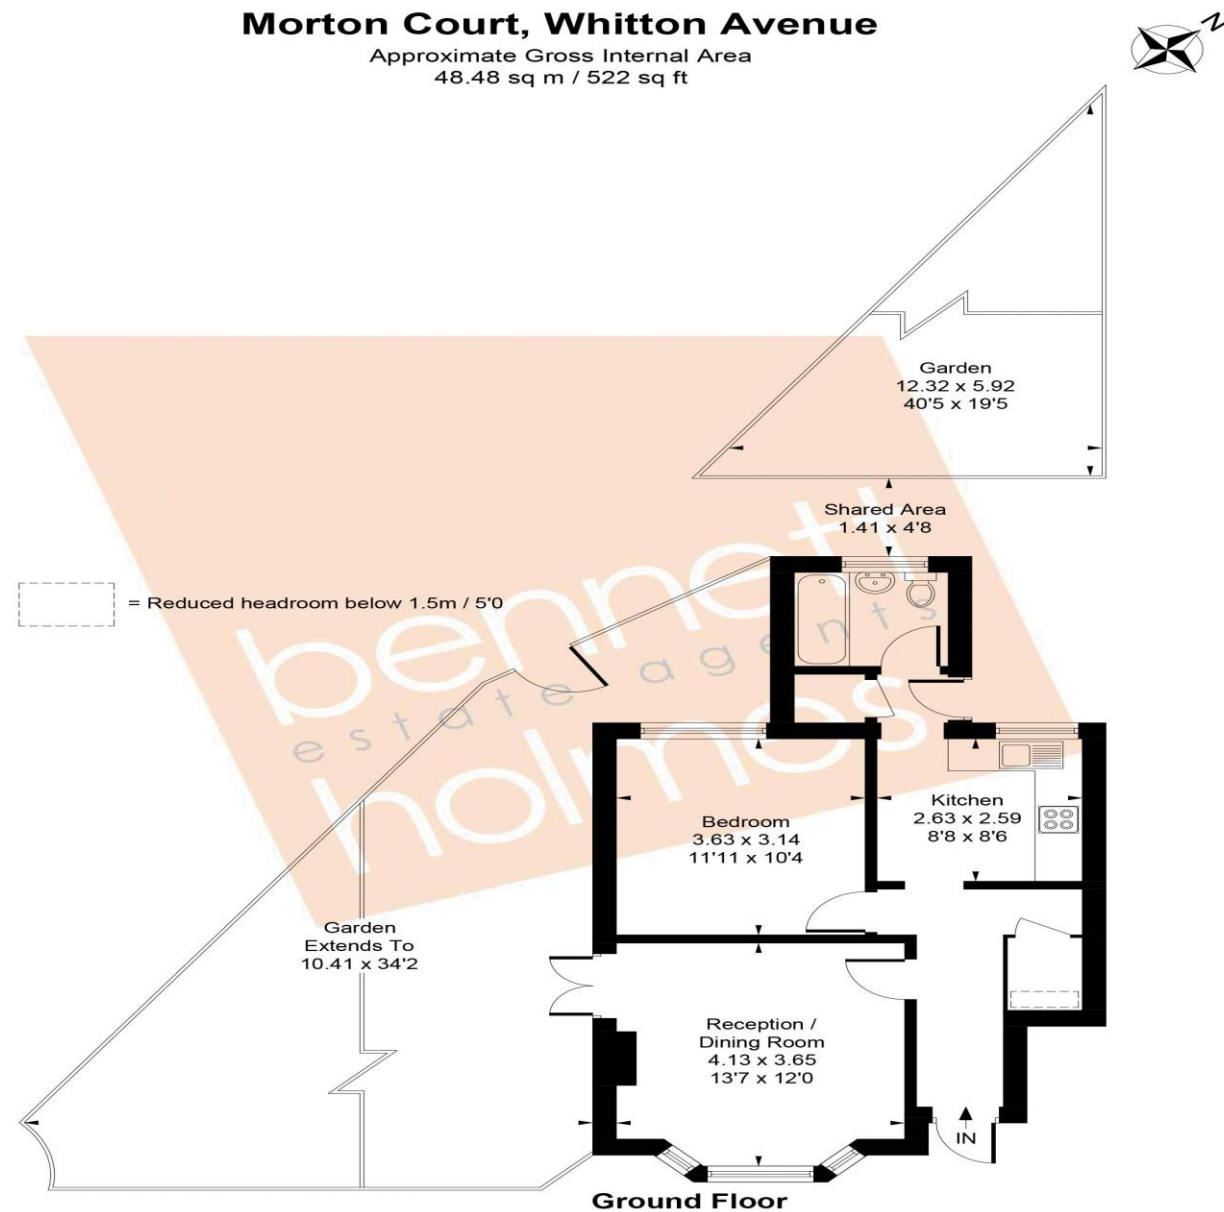 Morton Court, Whitton Avenue
Approximate Gross Internal Area
48.48 sq m / 522 sq ft
N
Garden
12.32 x 5.92
40'5 x 19'5
Shared Area
1.41 x 4'8
= Reduced headroom below 1.5m / 5'0
bennett
estate agents
holmes
Bedroom
3.63 x 3.14
11'11 x 10'4
Kitchen
2.63 x 2.59
8'8 x 8'6
Garden
Extends To
10.41 x 34'2
Reception /
Dining Room
4.13 x 3.65
13'7 x 12'0
IN
Ground Floor